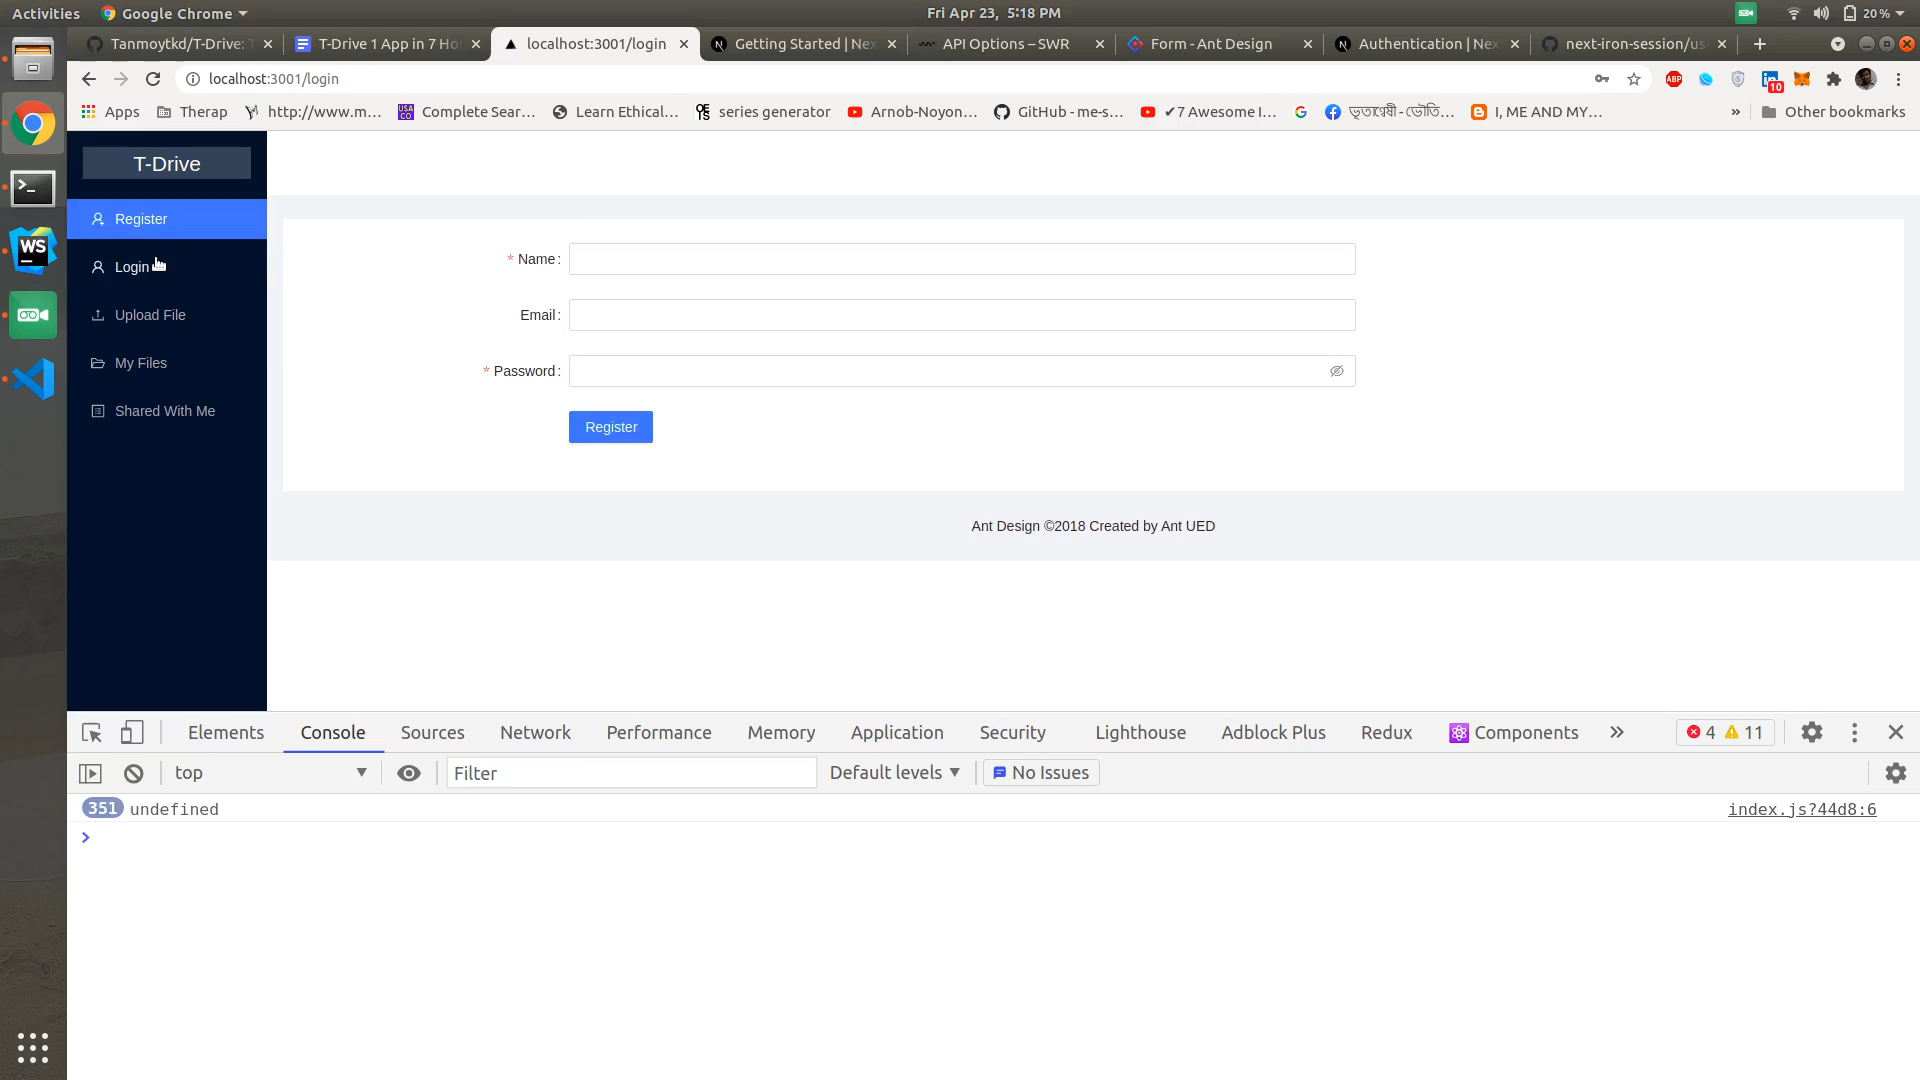 Activities Google Chrome Fri Apr 23, 5:18 PM 20 %
Tanmoytkd/T-Drive: T-Drive 1 App in 7 Ho localhost:3001/login Getting Started | Nex API Options – SWR Form - Ant Design Authentication | Nex next-iron-session/us
localhost:3001/login ABP 10
Apps Therap http://www.m... Complete Sear... Learn Ethical... series generator Arnob-Noyon... GitHub - me-s... ✔7 Awesome I... I, ME AND MY... » Other bookmarks
T-Drive
Register
Login
Upload File
My Files
Shared With Me
* Name :
Email :
* Password :
Register
Ant Design ©2018 Created by Ant UED
Elements Console Sources Network Performance Memory Application Security Lighthouse Adblock Plus Redux Components » 4 11
top Filter Default levels No Issues
351 undefined index.js?44d8:6
WS